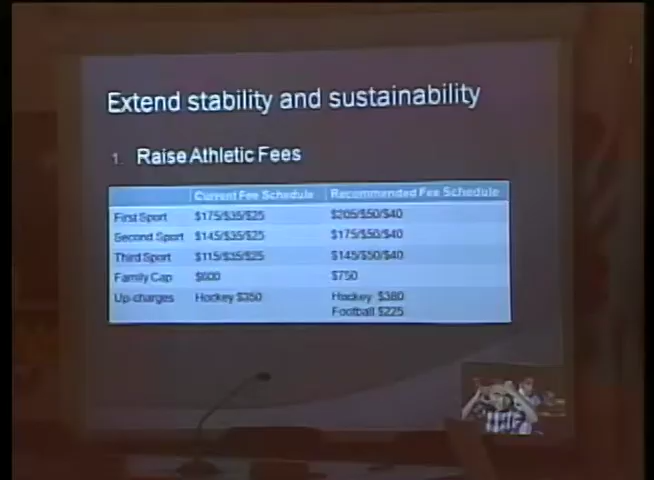 Extend stability and sustainability
1. Raise Athletic Fees
Current Fee Schedule Recommended Fee Schedule
First Sport $175/$35/$25 $205/$50/$40
Second Sport $145/$35/$25 $175/$50/$40
Third Sport $115/$35/$25 $145/$50/$40
Family Cap $600 $750
Up-charges Hockey $350 Hockey $380
Football $225